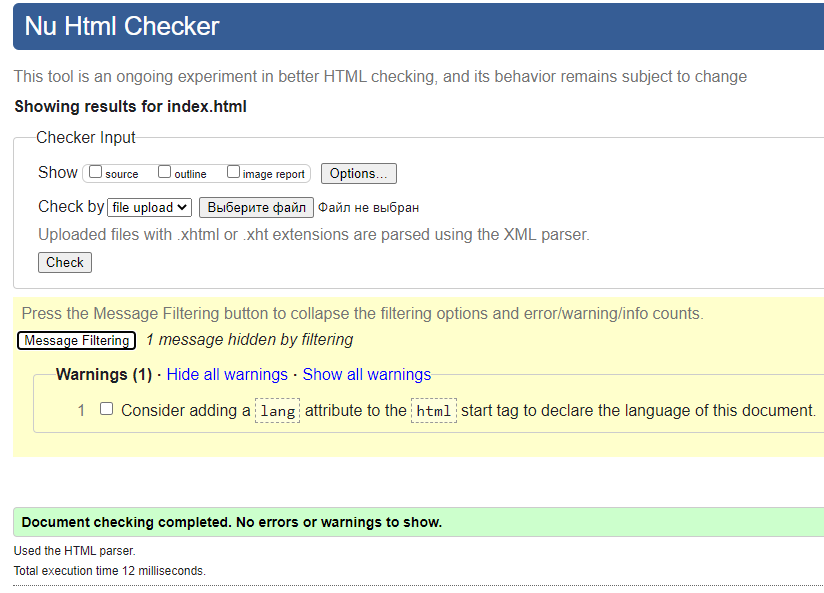 Nu Html Checker
This tool is an ongoing experiment in better HTML checking, and its behavior remains subject to change
Showing results for index.html
Checker Input
Show source outline image report Options...
Check by file upload Выберите файл Файл не выбран
Uploaded files with .xhtml or .xht extensions are parsed using the XML parser.
Check
Press the Message Filtering button to collapse the filtering options and error/warning/info counts.
Message Filtering 1 message hidden by filtering
Warnings (1) · Hide all warnings · Show all warnings
1 Consider adding a lang attribute to the html start tag to declare the language of this document.
Document checking completed. No errors or warnings to show.
Used the HTML parser.
Total execution time 12 milliseconds.